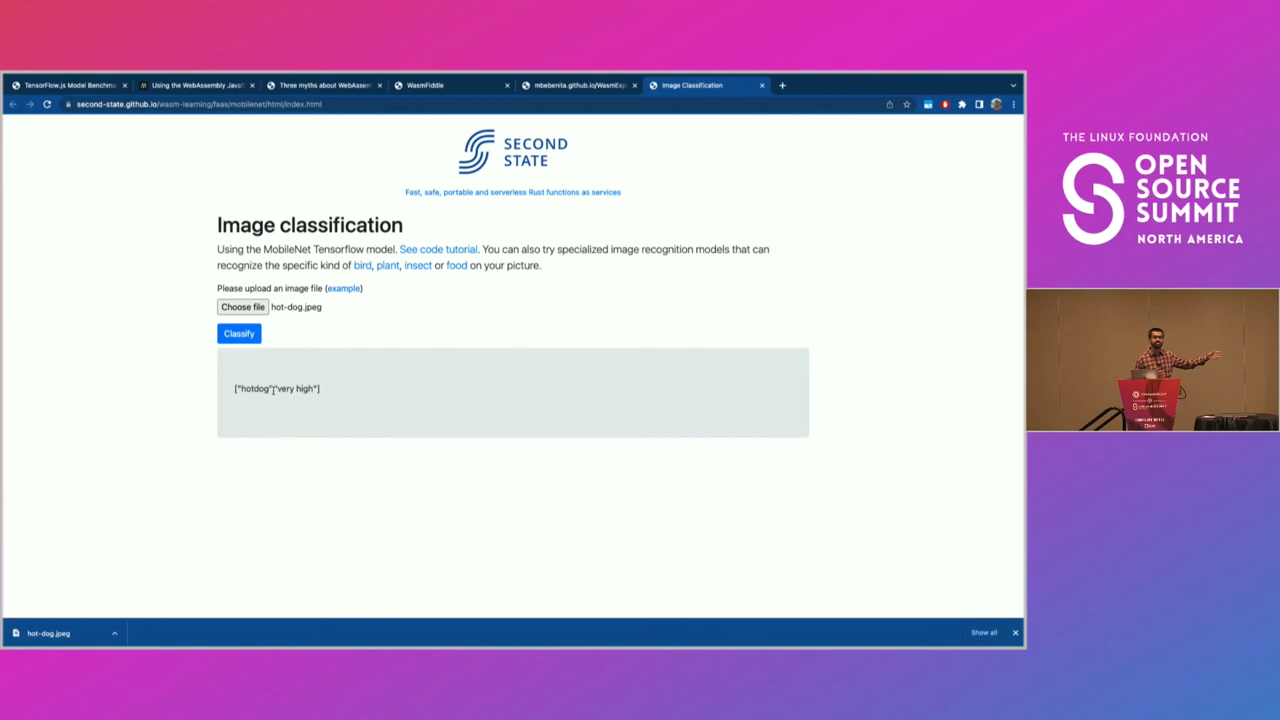 TensorFlow.js Model Benchma
Using the WebAssembly JavaS
Three myths about WebAssem
WasmFiddle
mbebenita.github.io/WasmExp
Image Classification
second-state.github.io/wasm-learning/faas/mobilenet/html/index.html
SECOND
STATE
Fast, safe, portable and serverless Rust functions as services
Image classification
Using the MobileNet Tensorflow model. See code tutorial. You can also try specialized image recognition models that can
recognize the specific kind of bird, plant, insect or food on your picture.
Please upload an image file (example)
Choose file hot-dog.jpeg
Classify
["hotdog","very high"]
hot-dog.jpeg
Show all
THE LINUX FOUNDATION
OPEN
SOURCE
SUMMIT
NORTH AMERICA